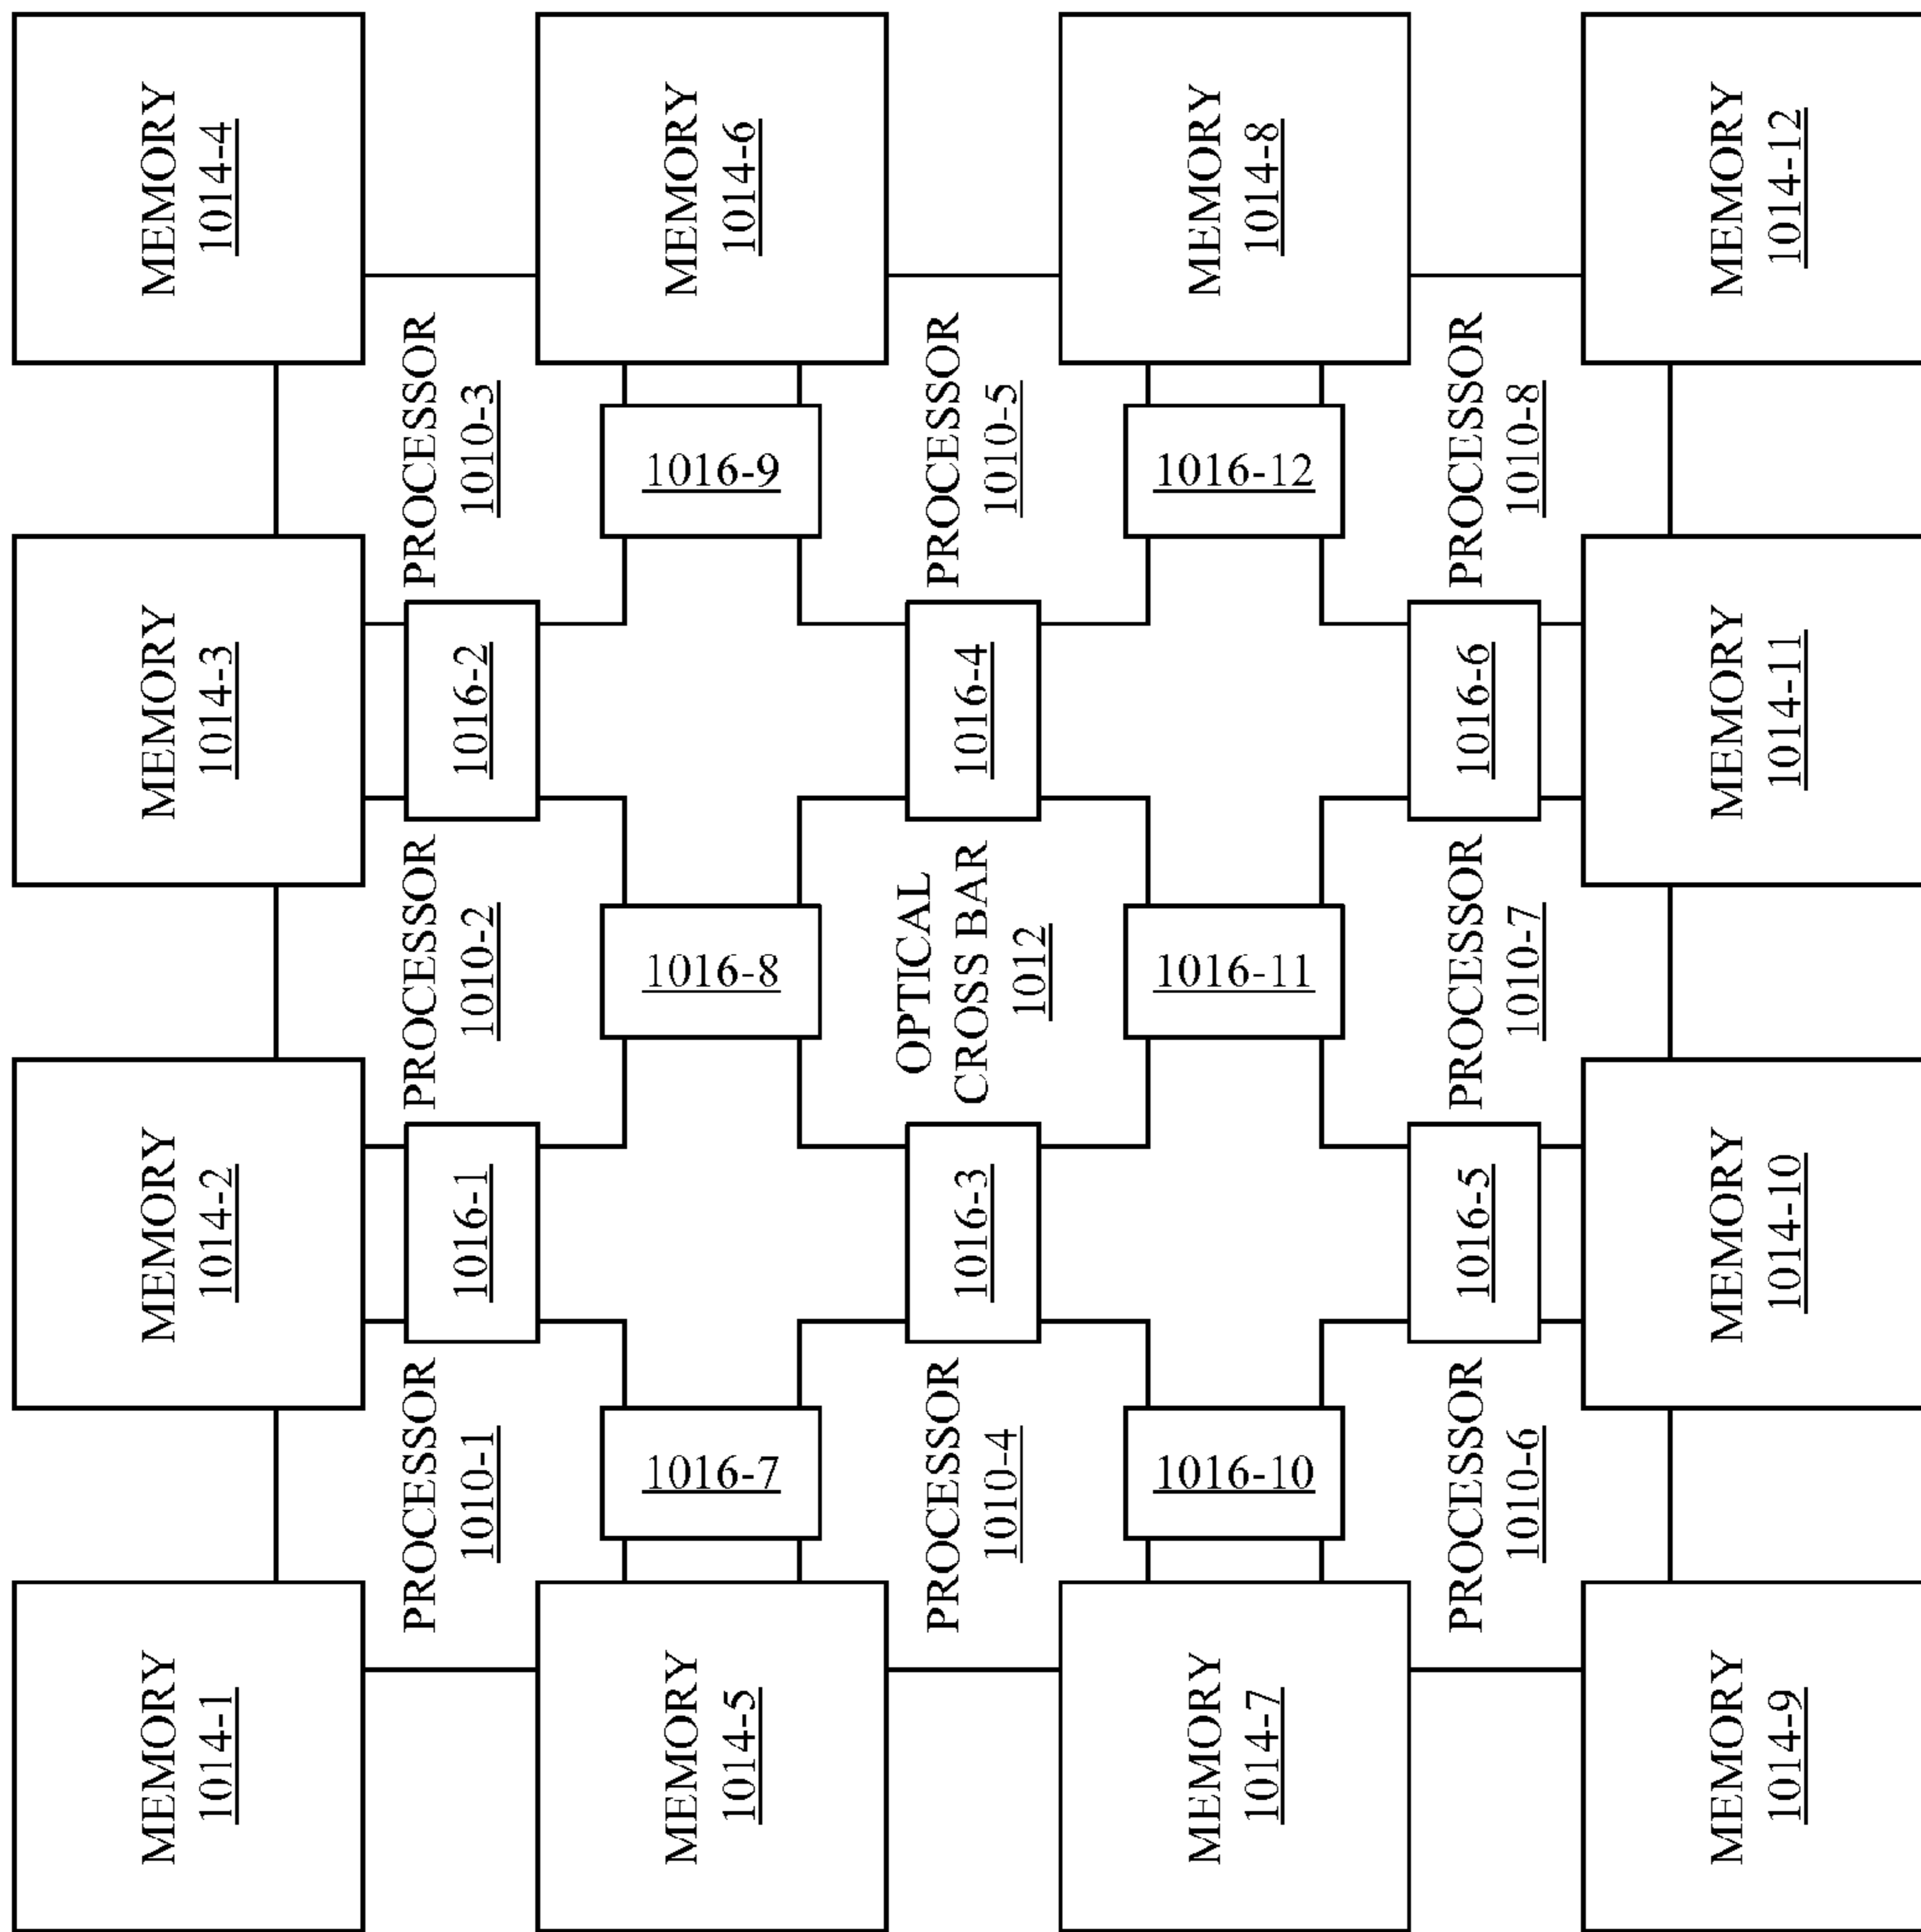 MEMORY
1014-1
MEMORY
1014-2
MEMORY
1014-3
MEMORY
1014-4
PROCESSOR
1010-1
1016-1
PROCESSOR
1010-2
1016-2
PROCESSOR
1010-3
MEMORY
1014-5
1016-7
1016-8
1016-9
MEMORY
1014-6
PROCESSOR
1010-4
1016-3
OPTICAL
CROSS BAR
1012
1016-4
PROCESSOR
1010-5
MEMORY
1014-7
1016-10
1016-11
1016-12
MEMORY
1014-8
PROCESSOR
1010-6
1016-5
PROCESSOR
1010-7
1016-6
PROCESSOR
1010-8
MEMORY
1014-9
MEMORY
1014-10
MEMORY
1014-11
MEMORY
1014-12